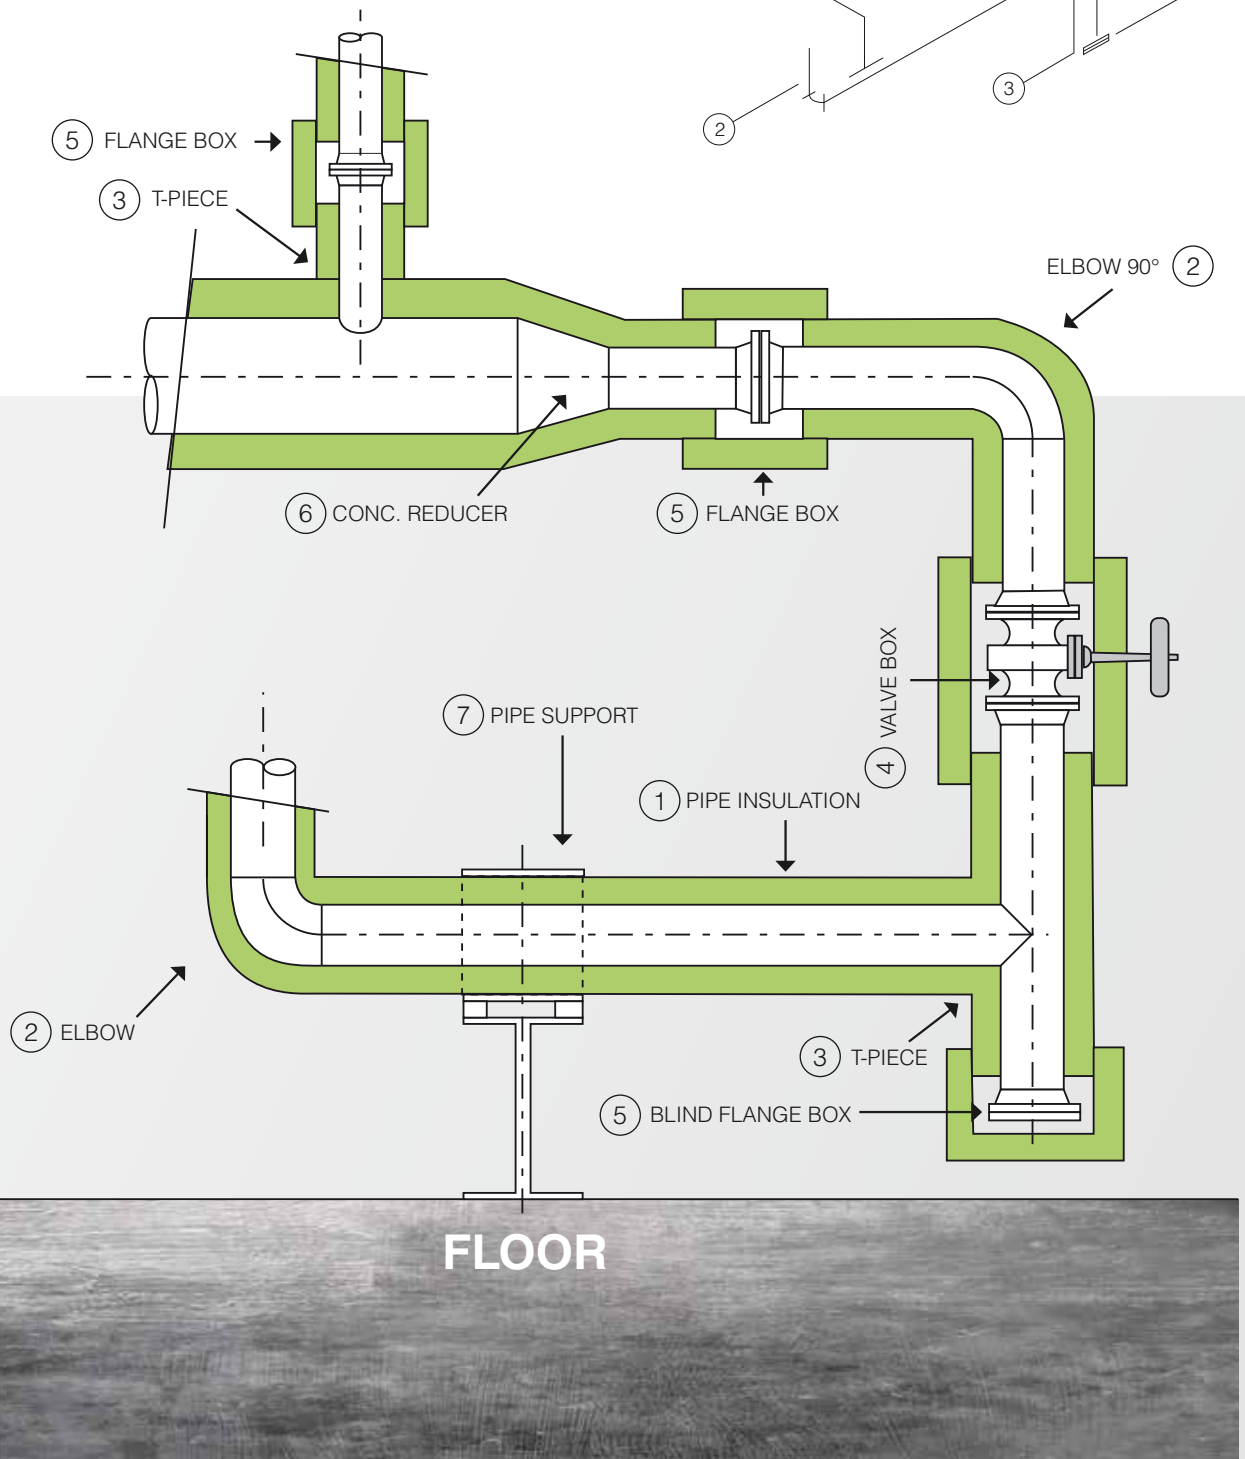 3
2
5 FLANGE BOX
3 T-PIECE
ELBOW 90° 2
6 CONC. REDUCER
5 FLANGE BOX
4 VALVE BOX
7 PIPE SUPPORT
1 PIPE INSULATION
2 ELBOW
3 T-PIECE
5 BLIND FLANGE BOX
FLOOR